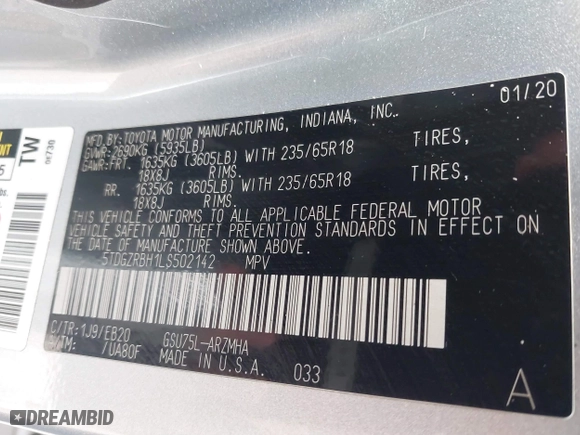 01/20
MFD.BY:TOYOTA MOTOR MANUFACTURING, INDIANA, INC.
GVWR:2690KG (5935LB)
GAWR:FRT. 1635KG (3605LB) WITH 235/65R18 TIRES,
18X8J RIMS.
RR. 1635KG (3605LB) WITH 235/65R18 TIRES,
18X8J RIMS.
THIS VEHICLE CONFORMS TO ALL APPLICABLE FEDERAL MOTOR
VEHICLE SAFETY AND THEFT PREVENTION STANDARDS IN EFFECT ON
THE DATE OF MANUFACTURE SHOWN ABOVE.
5TDGZRBH1LS502142 MPV
C/TR:1J9/EB20 GSU75L-ARZMHA
A/TM: /UA80F MADE IN U.S.A. 033
A
TW
0X730
DREAMBID